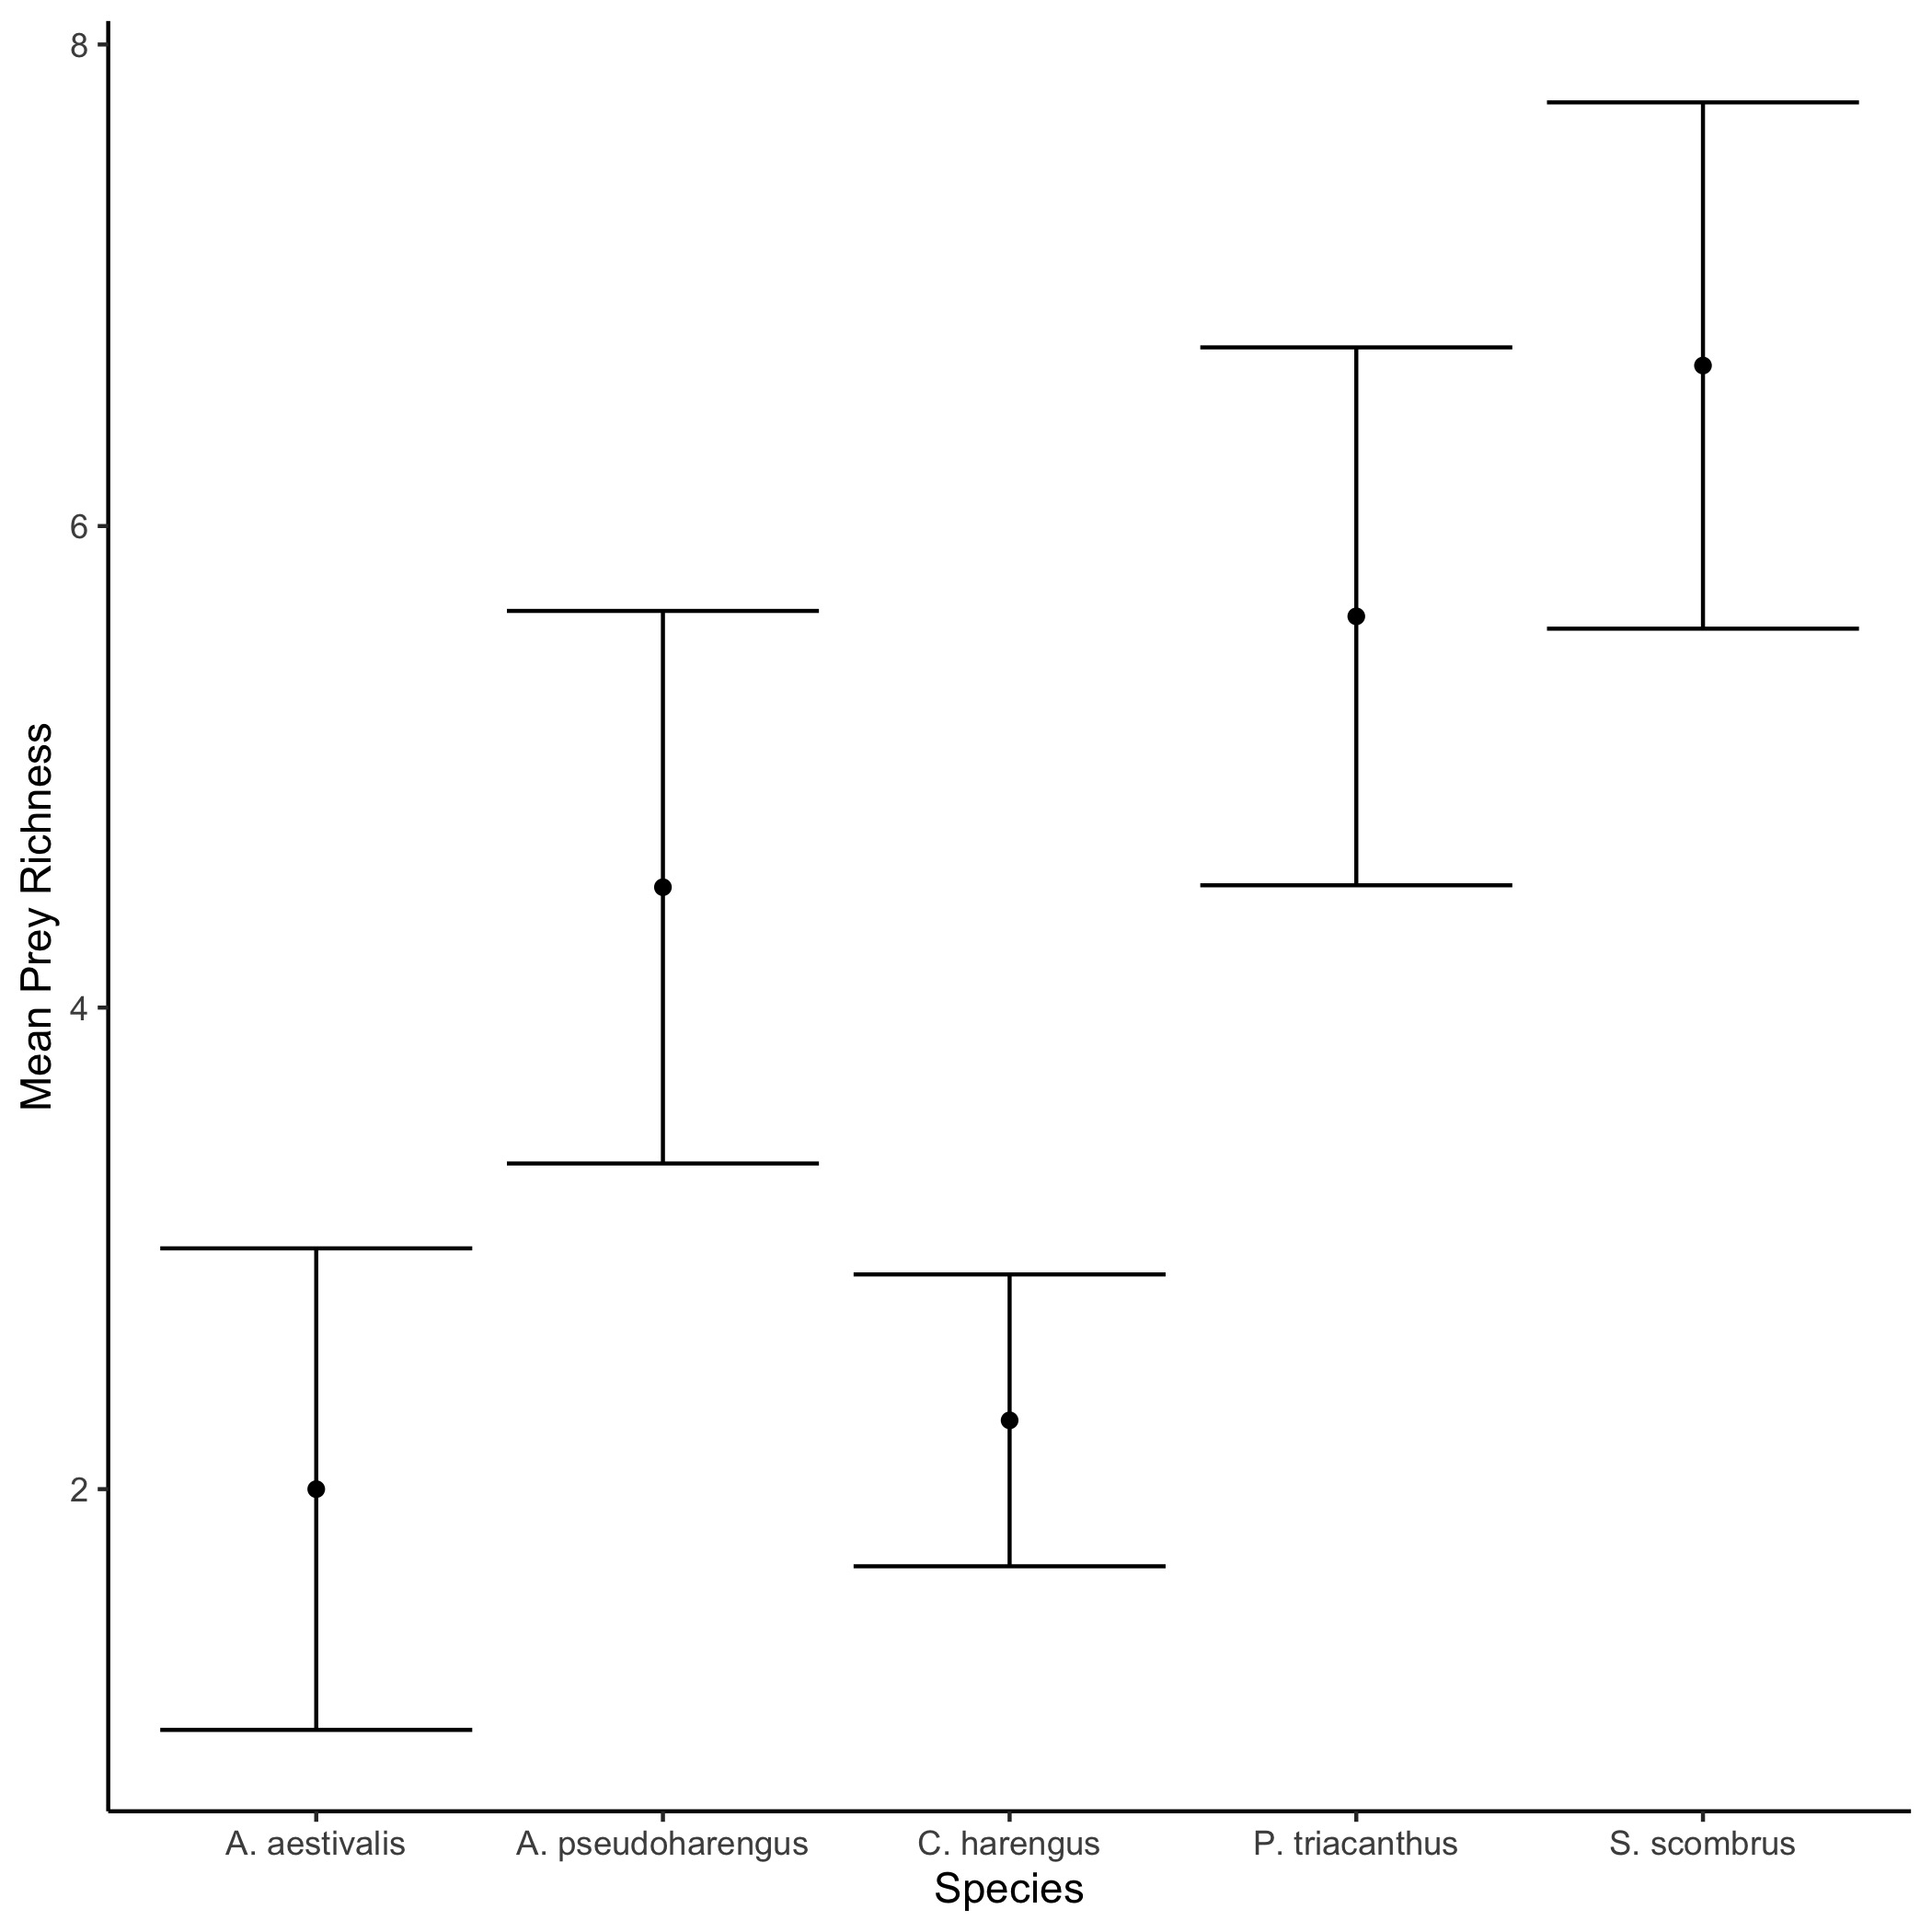 8
6
4
2
Mean Prey Richness
A. aestivalis
A. pseudoharengus
C. harengus
P. triacanthus
S. scombrus
Species